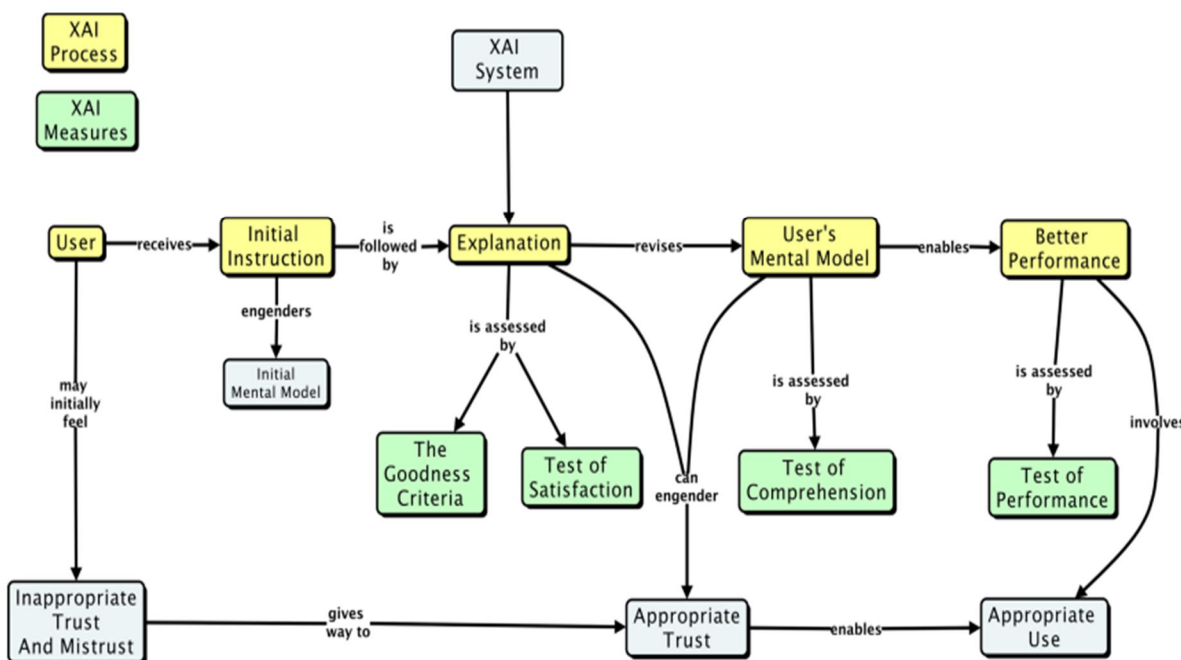 XAI
Process
XAI
Measures
XAI
System
User
receives
Initial
Instruction
is
followed
by
Explanation
revises
User's
Mental Model
enables
Better
Performance
engenders
Initial
Mental Model
may
initially
feel
is assessed
by
is assessed
by
is assessed
by
involves
The
Goodness
Criteria
Test of
Satisfaction
can
engender
Test of
Comprehension
Test of
Performance
Inappropriate
Trust
And Mistrust
gives
way to
Appropriate
Trust
enables
Appropriate
Use